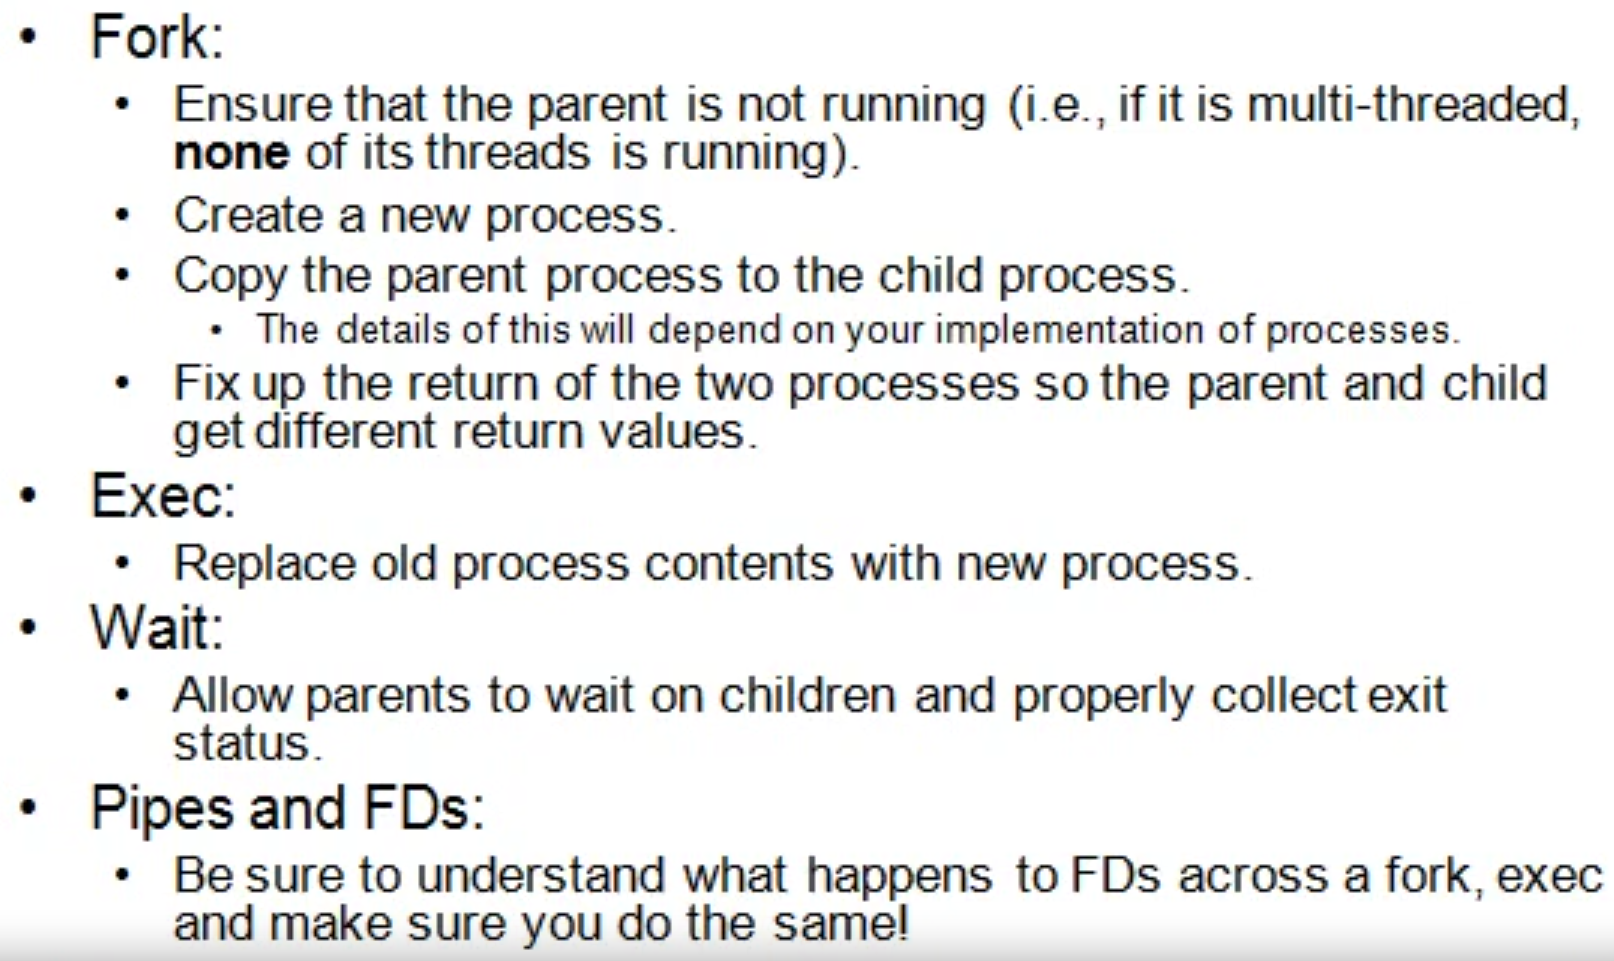 • Fork:
• Ensure that the parent is not running (i.e., if it is multi-threaded,
none of its threads is running).
• Create a new process.
• Copy the parent process to the child process.
• The details of this will depend on your implementation of processes.
• Fix up the return of the two processes so the parent and child
get different return values.
• Exec:
• Replace old process contents with new process.
• Wait:
• Allow parents to wait on children and properly collect exit
status.
• Pipes and FDs:
• Be sure to understand what happens to FDs across a fork, exec
and make sure you do the same!